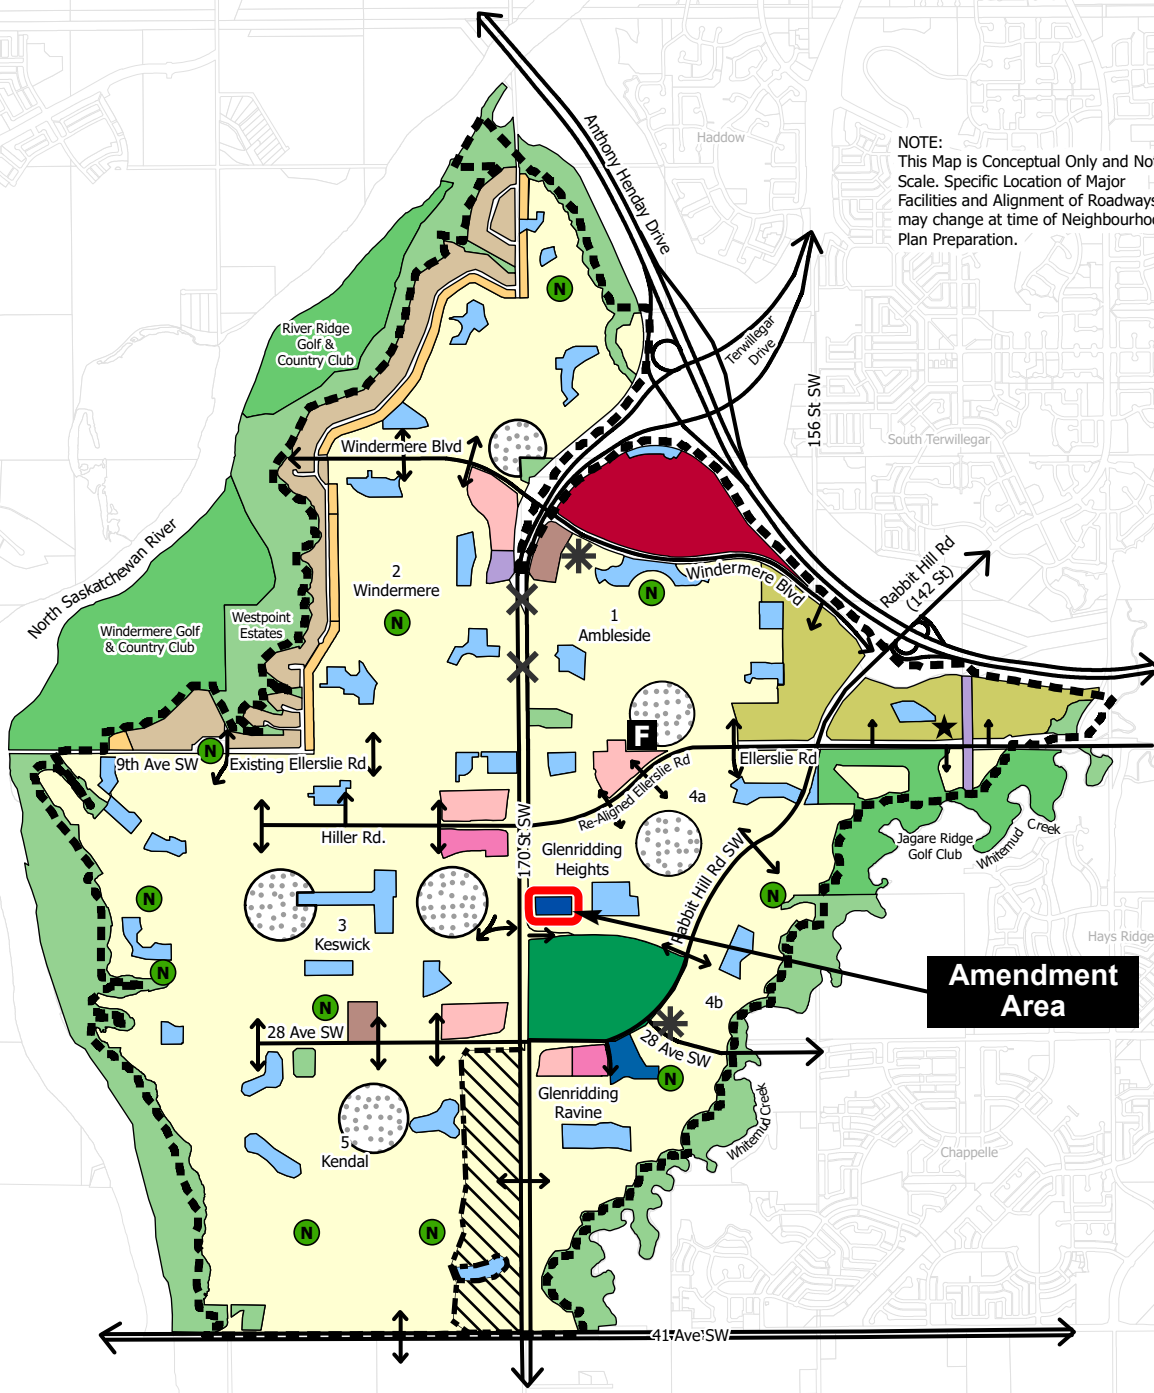 Haddow
NOTE:
This Map is Conceptual Only and No
Scale. Specific Location of Major
Facilities and Alignment of Roadways
may change at time of Neighbourho
Plan Preparation.
Anthony Henday Drive
Terwillegar
Drive
156 St SW
South Terwillegar
River Ridge
Golf &
Country Club
N
Windermere Blvd
North Saskatchewan River
Windermere Golf
& Country Club
Westpoint
Estates
2
Windermere
N
1
Ambleside
N
Windermere Blvd
Rabbit Hill Rd
(142 St)
N
9th Ave SW
Existing Ellerslie Rd
F
Ellerslie Rd
Re-Aligned Ellerslie Rd
4a
Hiller Rd.
170 St SW
Glenridding
Heights
Jagare Ridge
Golf Club
Whitemud Creek
Rabbit Hill Rd SW
N
N
3
Keswick
N
N
Hays Ridge
Amendment
Area
4b
28 Ave SW
28 Ave SW
N
Glenridding
Ravine
Whitemud Creek
Chappelle
5
Kendal
N
N
41 Ave SW